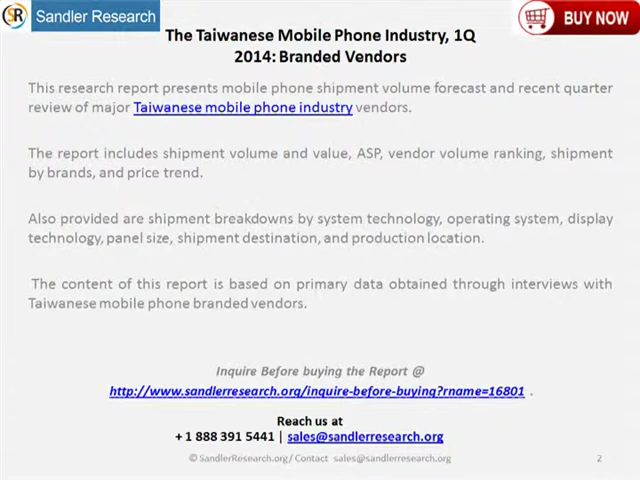 SR Sandler Research
BUY NOW
The Taiwanese Mobile Phone Industry, 1Q
2014: Branded Vendors
This research report presents mobile phone shipment volume forecast and recent quarter
review of major Taiwanese mobile phone industry vendors.
The report includes shipment volume and value, ASP, vendor volume ranking, shipment
by brands, and price trend.
Also provided are shipment breakdowns by system technology, operating system, display
technology, panel size, shipment destination, and production location.
The content of this report is based on primary data obtained through interviews with
Taiwanese mobile phone branded vendors.
Inquire Before buying the Report @
http://www.sandlerresearch.org/inquire-before-buying?rname=16801 .
Reach us at
+ 1 888 391 5441 | sales@sandlerresearch.org
© SandlerResearch.org/ Contact sales@sandlerresearch.org
2